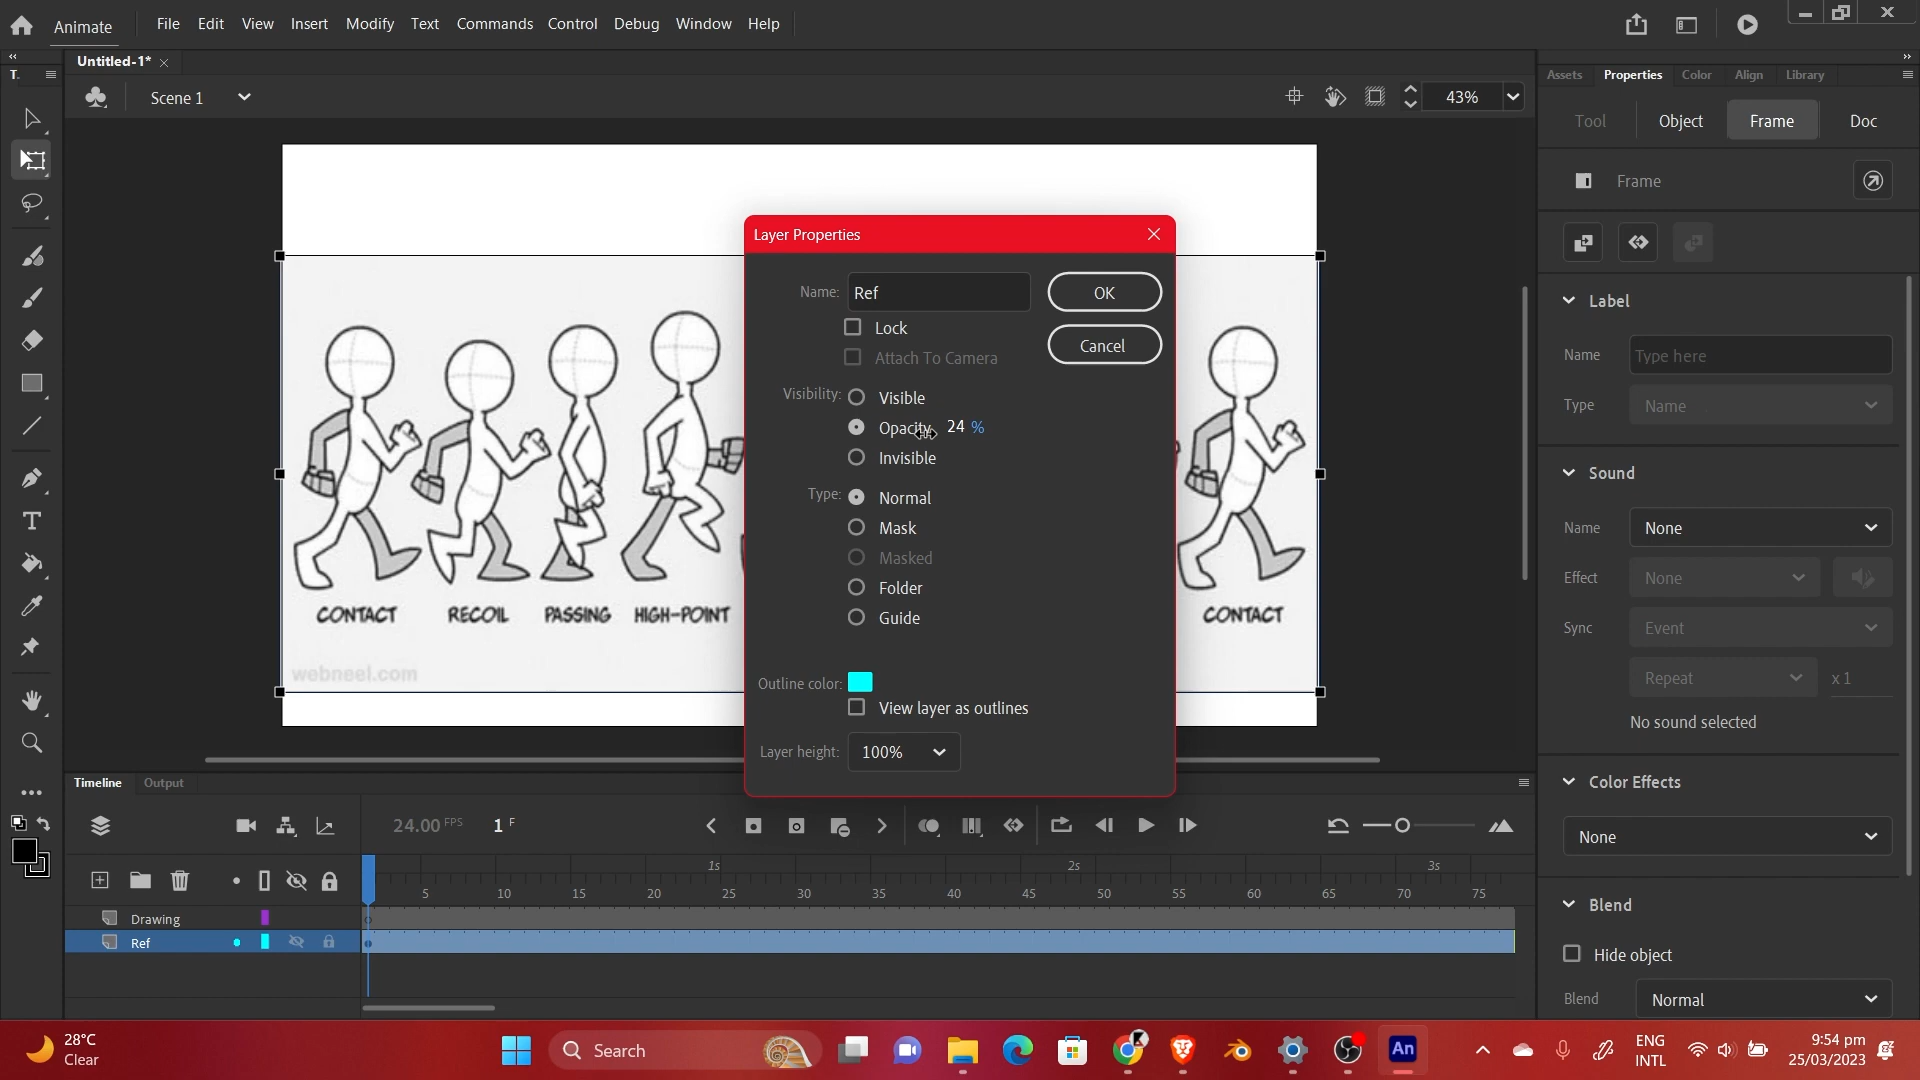 Animate File Edit View Insert Modify Text Commands Control Debug Window Help
T. Untitled-1*
Assets Properties Color Align Library
Scene 1 43%
Tool Object Frame Doc
Frame
Layer Properties
Name: Ref OK
Lock
Attach To Camera
Cancel
Visibility: Visible
Opacity 24 %
Invisible
Type: Normal
Mask
Masked
Folder
Guide
Outline color:
View layer as outlines
Layer height: 100%
CONTACT RECOIL PASSING HIGH-POINT CONTACT
webneel.com
Label
Name Type here
Type Name
Sound
Name None
Effect None
Sync Event
Repeat x 1
No sound selected
Color Effects
None
Blend
Hide object
Blend Normal
Timeline Output
24.00 FPS 1 F
1s 2s 3s
5 10 15 20 25 30 35 40 45 50 55 60 65 70 75
Drawing
Ref
28°C
Clear
Search
An
ENG
INTL
9:54 pm
25/03/2023